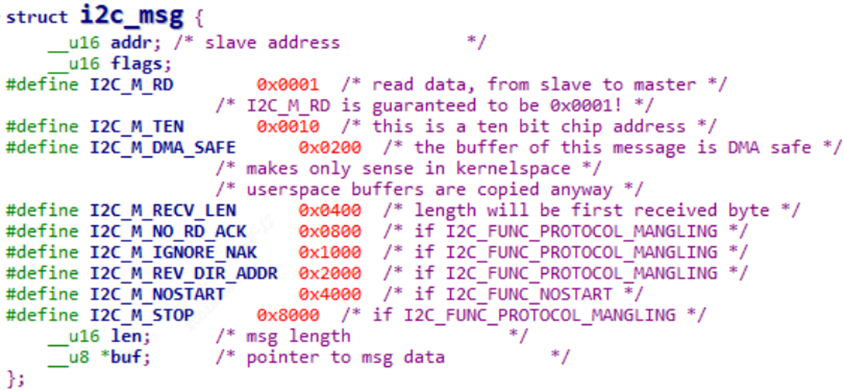 struct i2c_msg {
    __u16 addr; /* slave address            */
    __u16 flags;
#define I2C_M_RD        0x0001  /* read data, from slave to master */
                    /* I2C_M_RD is guaranteed to be 0x0001! */
#define I2C_M_TEN       0x0010  /* this is a ten bit chip address */
#define I2C_M_DMA_SAFE      0x0200  /* the buffer of this message is DMA safe */
                    /* makes only sense in kernelspace */
                    /* userspace buffers are copied anyway */
#define I2C_M_RECV_LEN      0x0400  /* length will be first received byte */
#define I2C_M_NO_RD_ACK     0x0800  /* if I2C_FUNC_PROTOCOL_MANGLING */
#define I2C_M_IGNORE_NAK    0x1000  /* if I2C_FUNC_PROTOCOL_MANGLING */
#define I2C_M_REV_DIR_ADDR  0x2000  /* if I2C_FUNC_PROTOCOL_MANGLING */
#define I2C_M_NOSTART       0x4000  /* if I2C_FUNC_NOSTART */
#define I2C_M_STOP      0x8000  /* if I2C_FUNC_PROTOCOL_MANGLING */
    __u16 len;      /* msg length               */
    __u8 *buf;      /* pointer to msg data          */
};